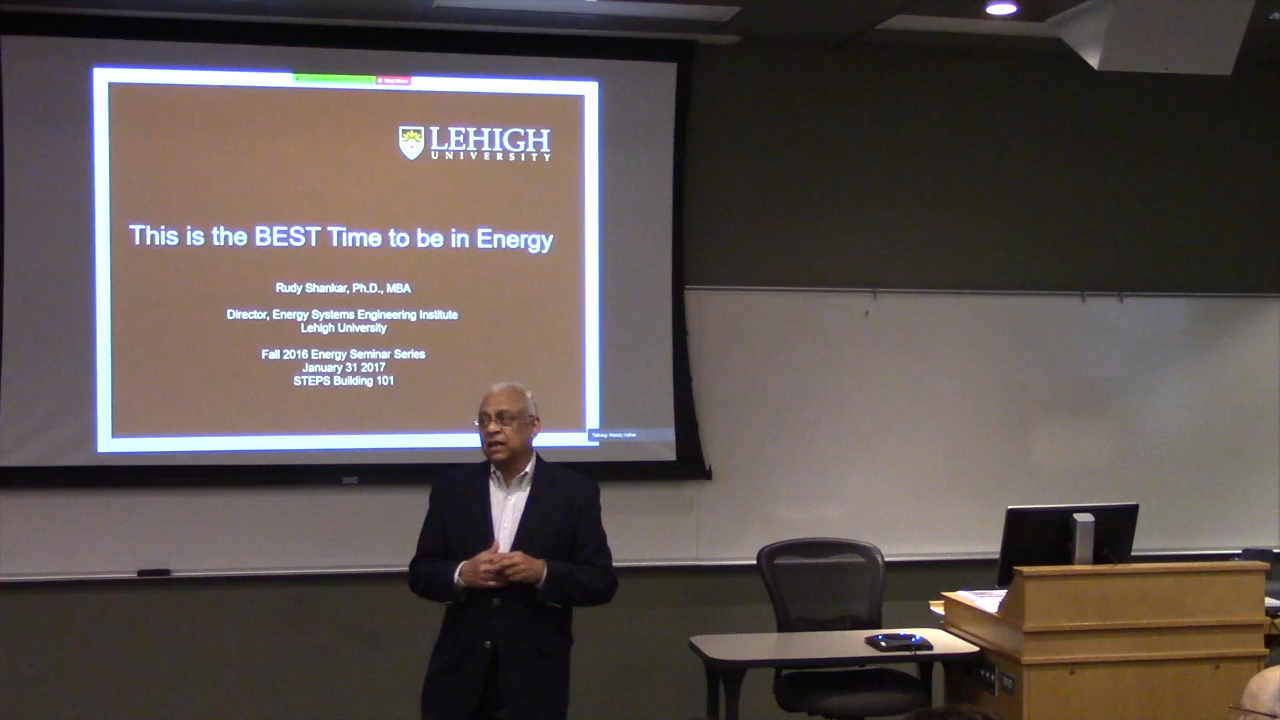 LEHIGH
UNIVERSITY
This is the BEST Time to be in Energy
Rudy Shankar, Ph.D., MBA
Director, Energy Systems Engineering Institute
Lehigh University
Fall 2016 Energy Seminar Series
January 31 2017
STEPS Building 101